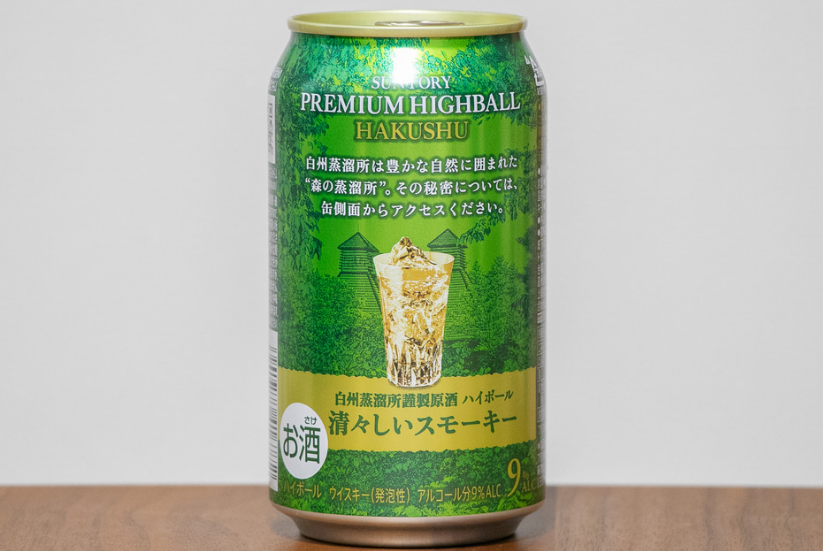 SUNTORY
PREMIUM HIGHBALL
HAKUSHU
白州蒸溜所は豊かな自然に囲まれた
“森の蒸溜所”。その秘密については、
缶側面からアクセスください。
白州蒸溜所謹製原酒 ハイボール
清々しいスモーキー
さけ
お酒
ハイボール ウイスキー(発泡性) アルコール分9%ALC
9%